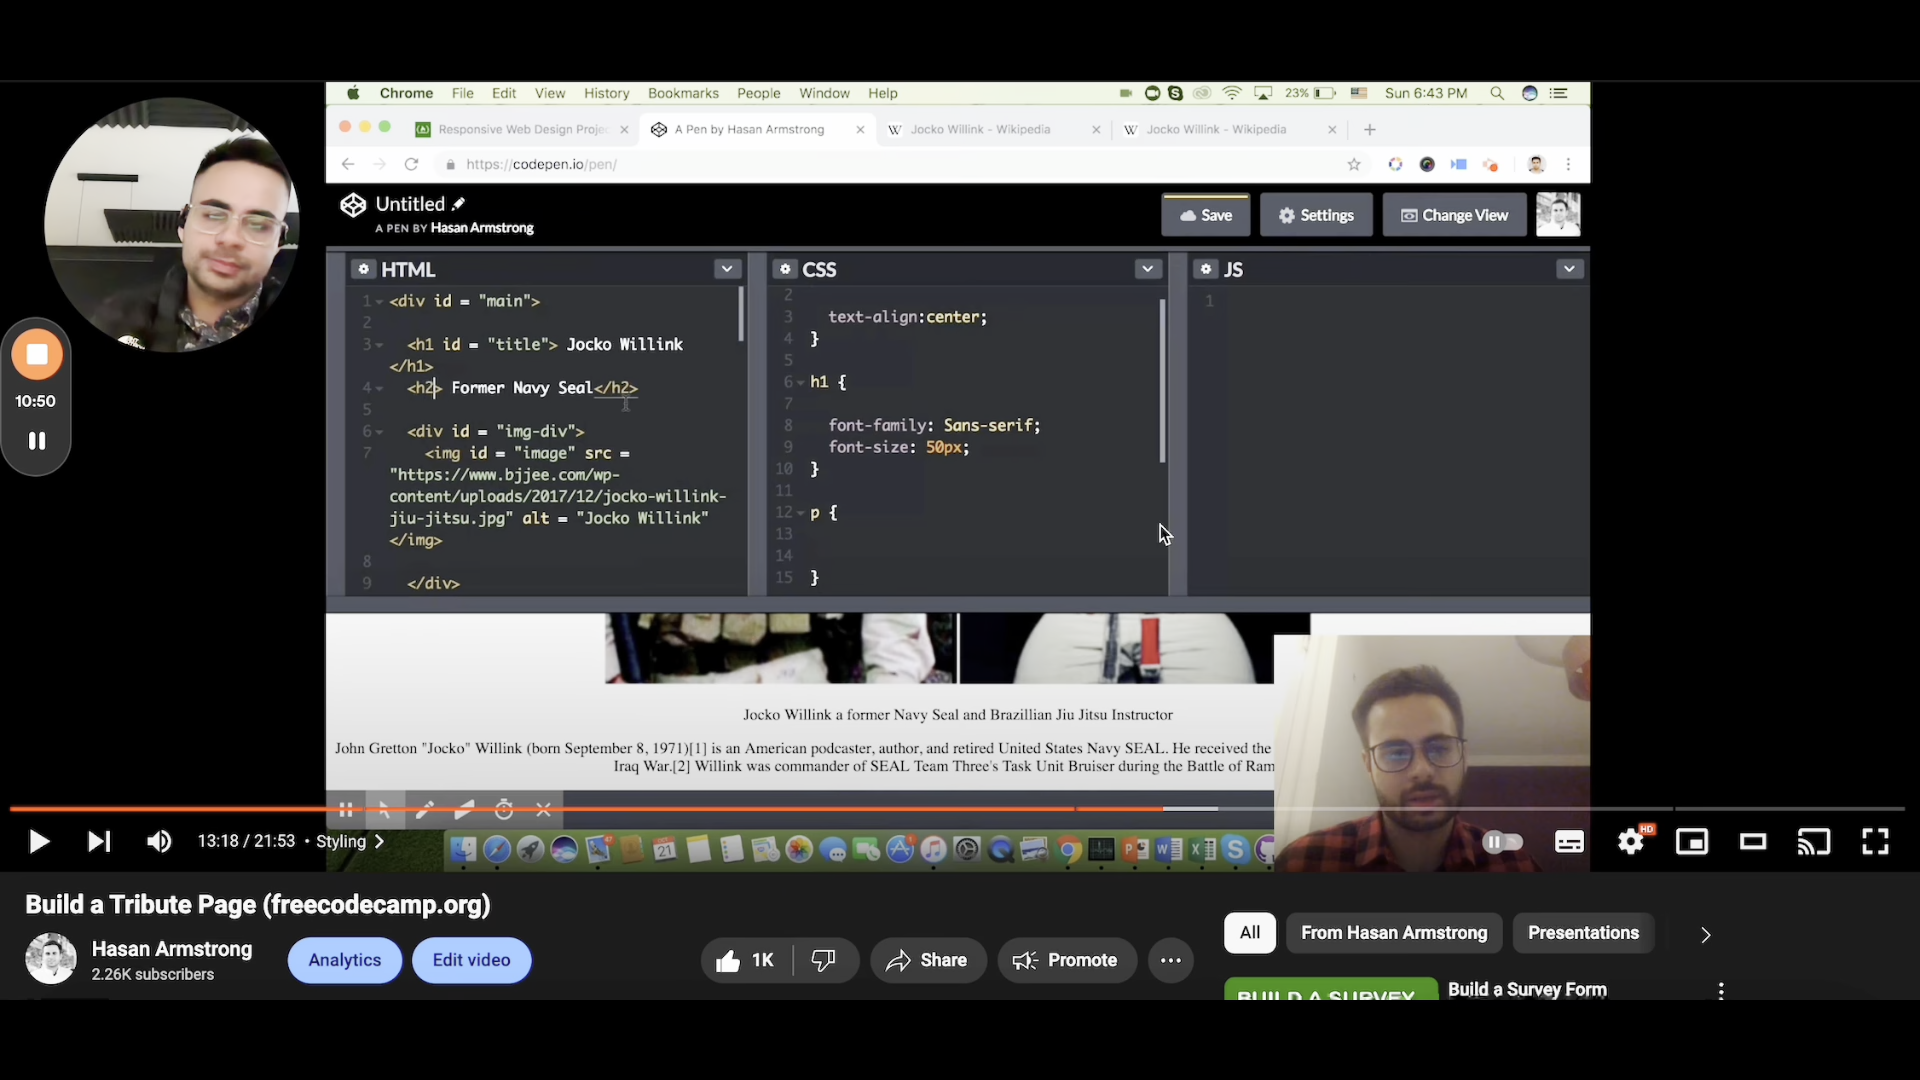 Chrome File Edit View History Bookmarks People Window Help 23% Sun 6:43 PM
Responsive Web Design Projec A Pen by Hasan Armstrong W Jocko Willink - Wikipedia W Jocko Willink - Wikipedia
https://codepen.io/pen/
Untitled
A PEN BY Hasan Armstrong
Save Settings Change View
HTML
1 <div id = "main">
2
3 <h1 id = "title"> Jocko Willink
</h1>
4 <h2> Former Navy Seal</h2>
5
6 <div id = "img-div">
7 <img id = "image" src =
"https://www.bjjee.com/wp-
content/uploads/2017/12/jocko-willink-
jiu-jitsu.jpg" alt = "Jocko Willink"
</img>
8
9 </div>
CSS
2
3 text-align:center;
4 }
5
6 h1 {
7
8 font-family: Sans-serif;
9 font-size: 50px;
10 }
11
12 p {
13
14
15 }
JS
1
10:50
Jocko Willink a former Navy Seal and Brazillian Jiu Jitsu Instructor
John Gretton "Jocko" Willink (born September 8, 1971)[1] is an American podcaster, author, and retired United States Navy SEAL. He received the
Iraq War.[2] Willink was commander of SEAL Team Three's Task Unit Bruiser during the Battle of Ram
13:18 / 21:53 • Styling
HD
Build a Tribute Page (freecodecamp.org)
Hasan Armstrong
2.26K subscribers
Analytics Edit video 1K Share Promote
All From Hasan Armstrong Presentations
BUILD A SURVEY
Build a Survey Form